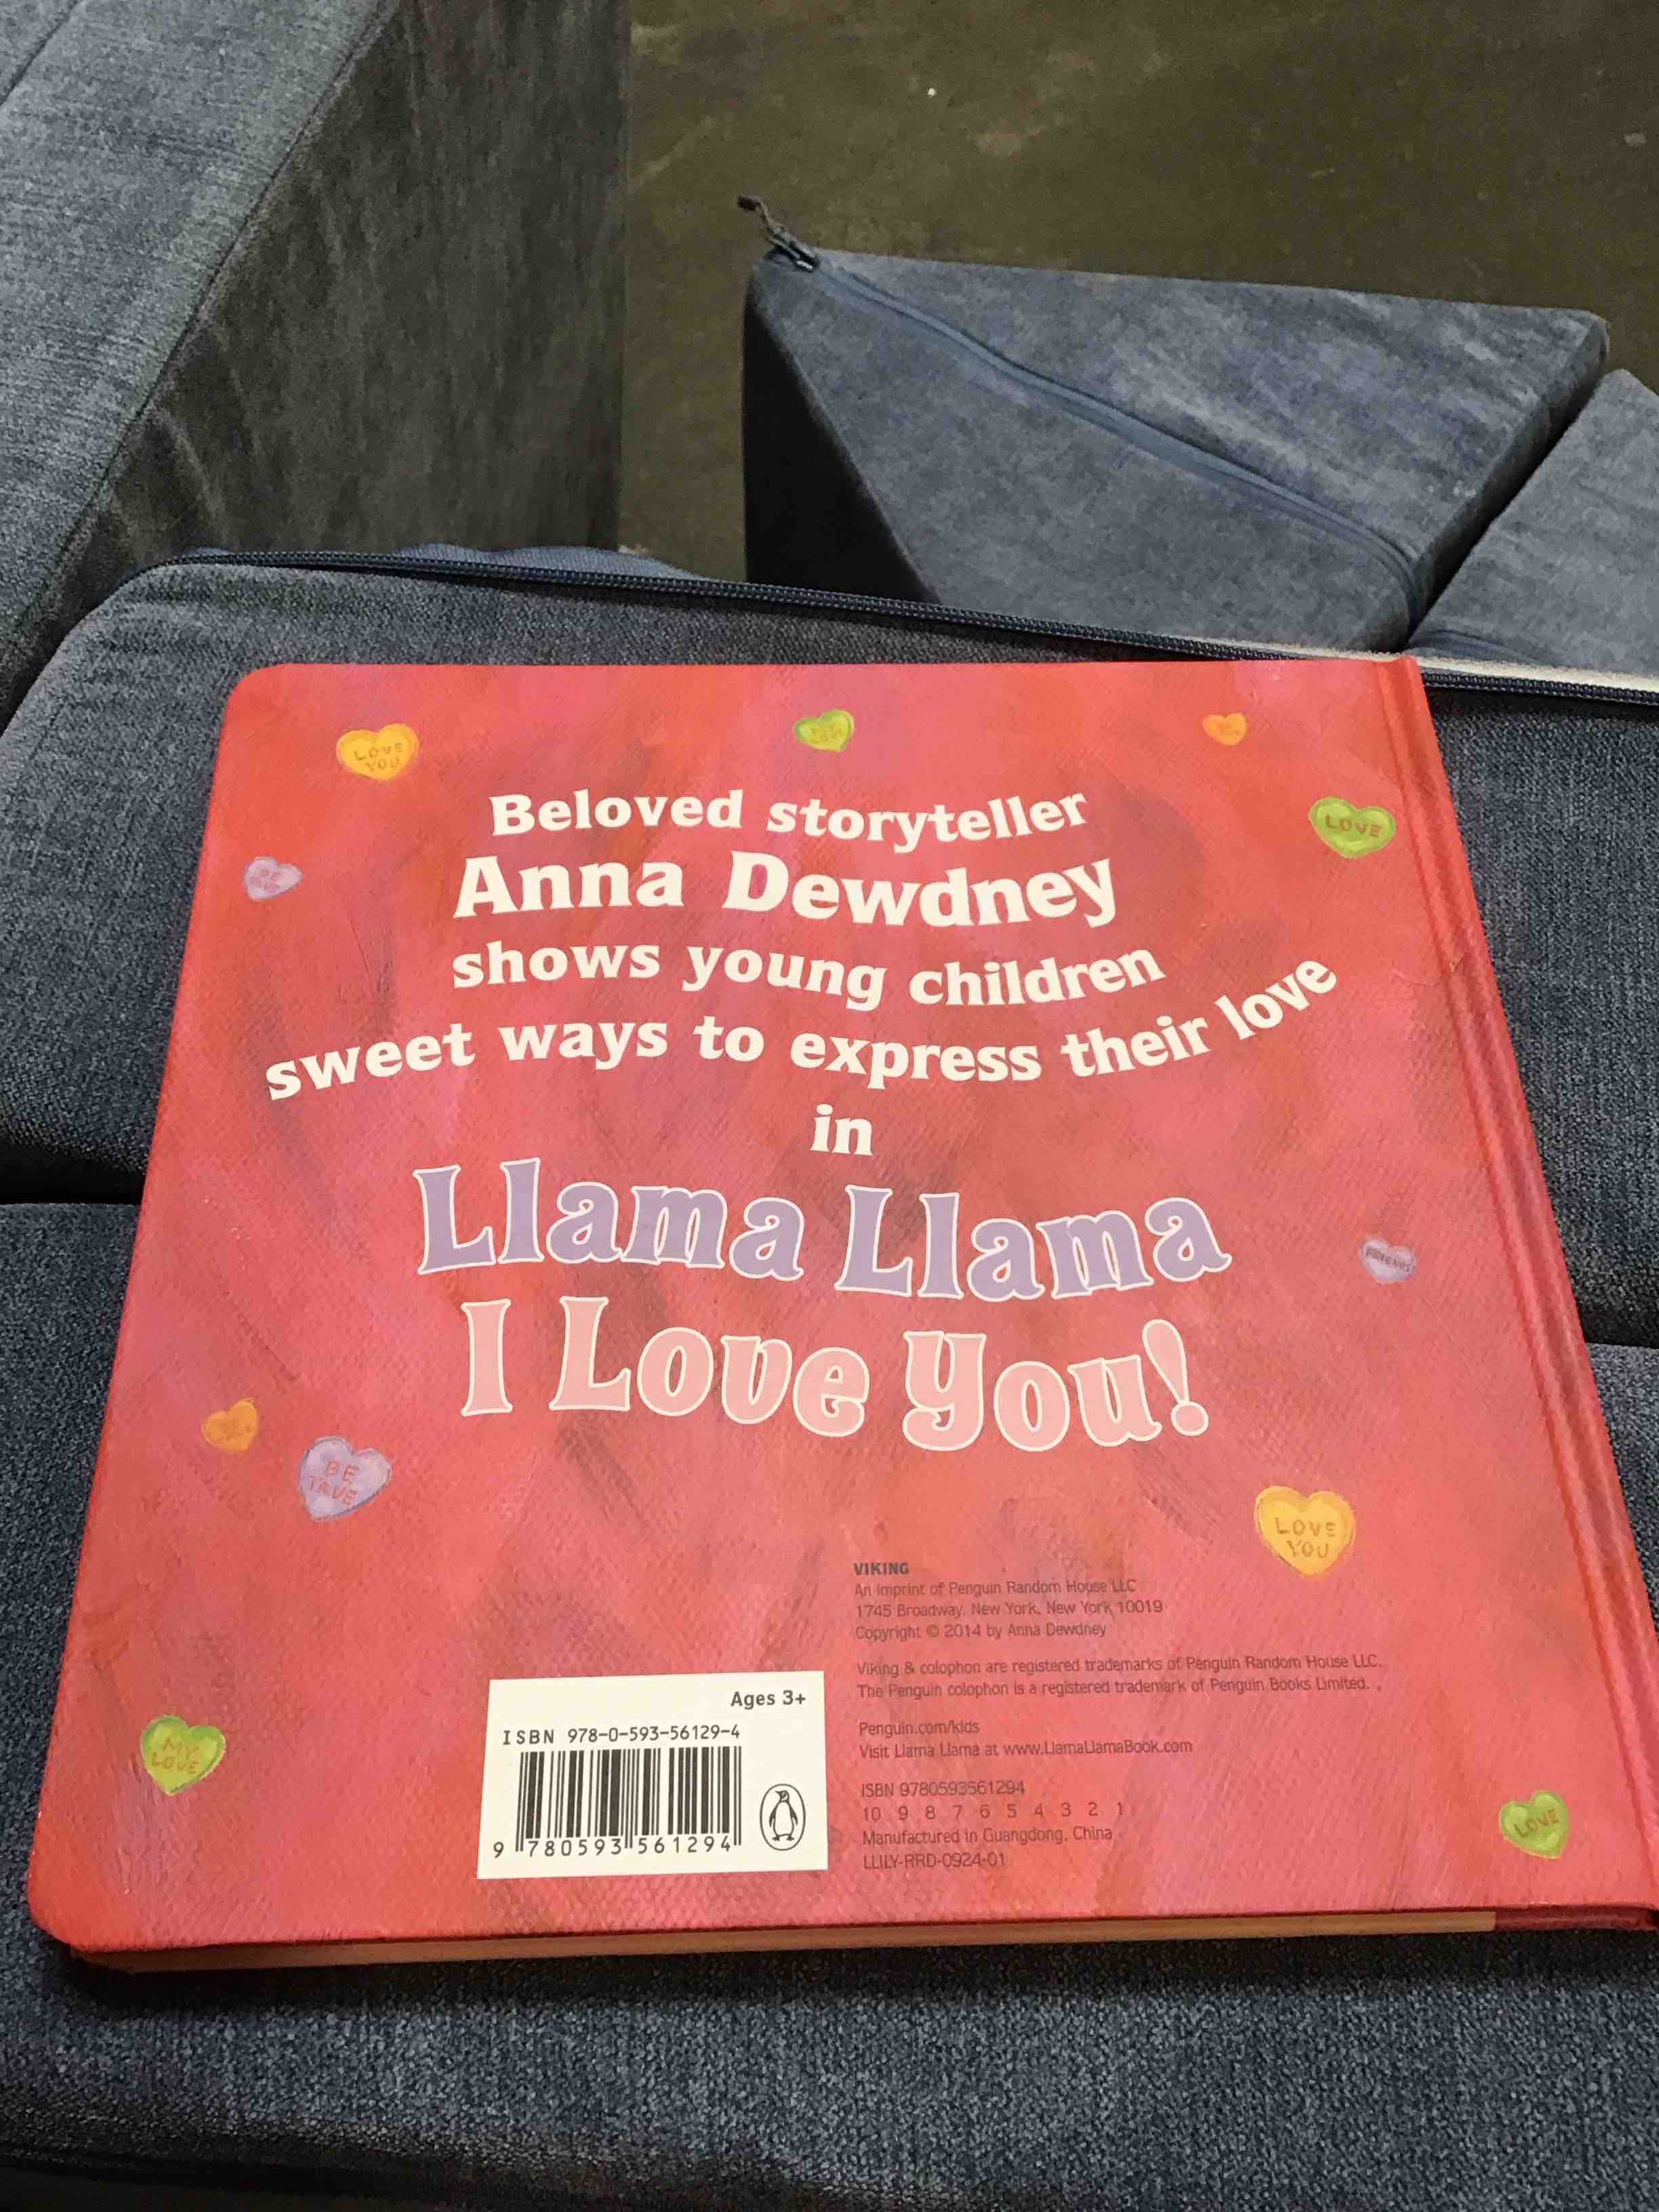 LOVE
YOU
LOVE
Beloved storyteller
Anna Dewdney
shows young children
sweet ways to express their love
in
Llama Llama
I Love You!
Forever
BE
TRUE
LOVE
YOU
MY
LOVE
LOVE
Ages 3+
ISBN 978-0-593-56129-4
9 780593 561294
VIKING
An Imprint of Penguin Random House LLC
1745 Broadway, New York, New York 10019
Copyright © 2014 by Anna Dewdney
Viking & colophon are registered trademarks of Penguin Random House LLC.
The Penguin colophon is a registered trademark of Penguin Books Limited.
Penguin.com/kids
Visit Llama Llama at www.LlamaLlamaBook.com
ISBN 9780593561294
10 9 8 7 6 5 4 3 2 1
Manufactured in Guangdong, China
LLILY-RRD-0924-01